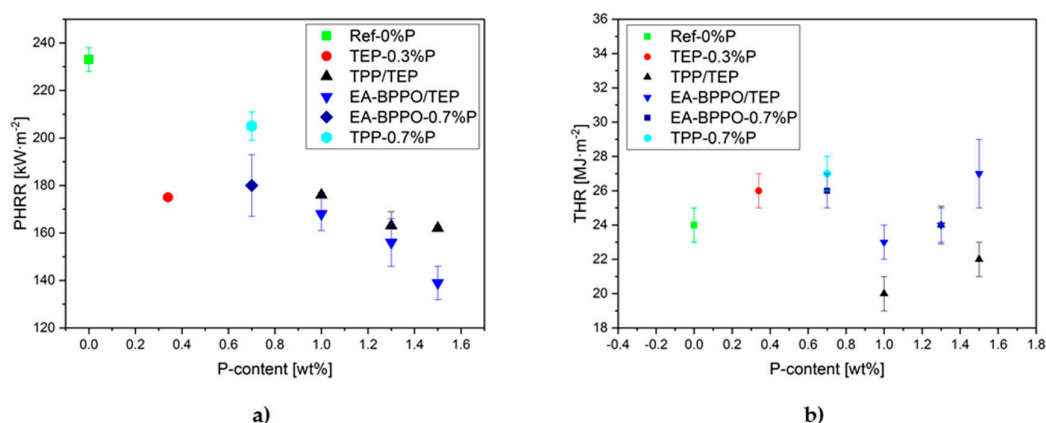 240
220
200
180
160
140
120
PHRR [kW·m⁻²]
Ref-0%P
TEP-0.3%P
TPP/TEP
EA-BPPO/TEP
EA-BPPO-0.7%P
TPP-0.7%P
0.0 0.2 0.4 0.6 0.8 1.0 1.2 1.4 1.6
P-content [wt%]
a)
36
34
32
30
28
26
24
22
20
18
THR [MJ·m⁻²]
Ref-0%P
TEP-0.3%P
TPP/TEP
EA-BPPO/TEP
EA-BPPO-0.7%P
TPP-0.7%P
-0.4 -0.2 0.0 0.2 0.4 0.6 0.8 1.0 1.2 1.4 1.6 1.8
P-content [wt%]
b)